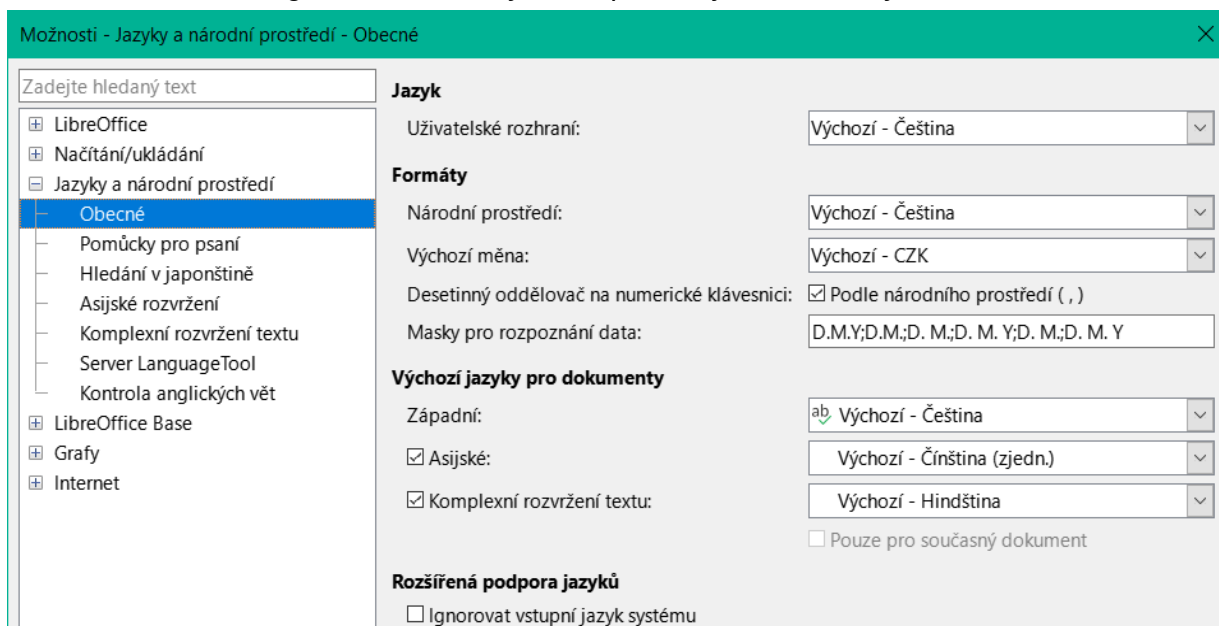 Možnosti - Jazyky a národní prostředí - Obecné
Zadejte hledaný text
LibreOffice
Načítání/ukládání
Jazyky a národní prostředí
Obecné
Pomůcky pro psaní
Hledání v japonštině
Asijské rozvržení
Komplexní rozvržení textu
Server LanguageTool
Kontrola anglických vět
LibreOffice Base
Grafy
Internet
Jazyk
Uživatelské rozhraní: Výchozí - Čeština
Formáty
Národní prostředí: Výchozí - Čeština
Výchozí měna: Výchozí - CZK
Desetinný oddělovač na numerické klávesnici: Podle národního prostředí ( , )
Masky pro rozpoznání data: D.M.Y;D.M.;D. M.;D. M. Y;D. M.;D. M. Y
Výchozí jazyky pro dokumenty
Západní: Výchozí - Čeština
Asijské: Výchozí - Čínština (zjedn.)
Komplexní rozvržení textu: Výchozí - Hindština
Pouze pro současný dokument
Rozšířená podpora jazyků
Ignorovat vstupní jazyk systému